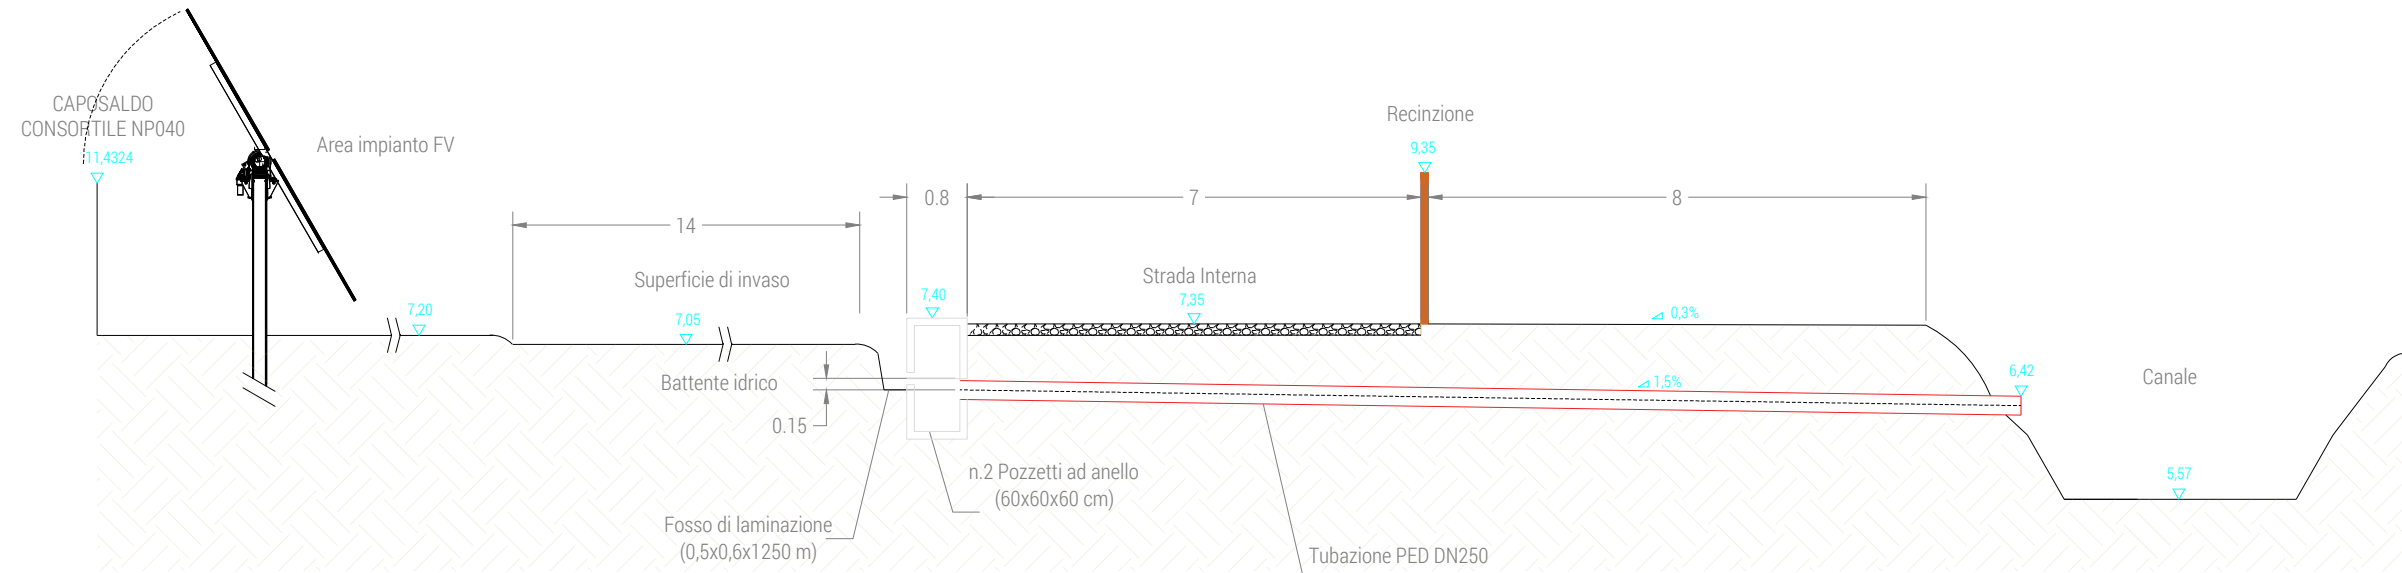 CAPOSALDO
CONSORTILE NP040
11,4324
Area impianto FV
Recinzione
9,35
0.8
7
8
14
Superficie di invaso
Strada Interna
7,40
7,35
7,20
7,05
0,3%
Battente idrico
1,5%
6,42
Canale
0.15
n.2 Pozzetti ad anello
(60x60x60 cm)
5,57
Fosso di laminazione
(0,5x0,6x1250 m)
Tubazione PED DN250